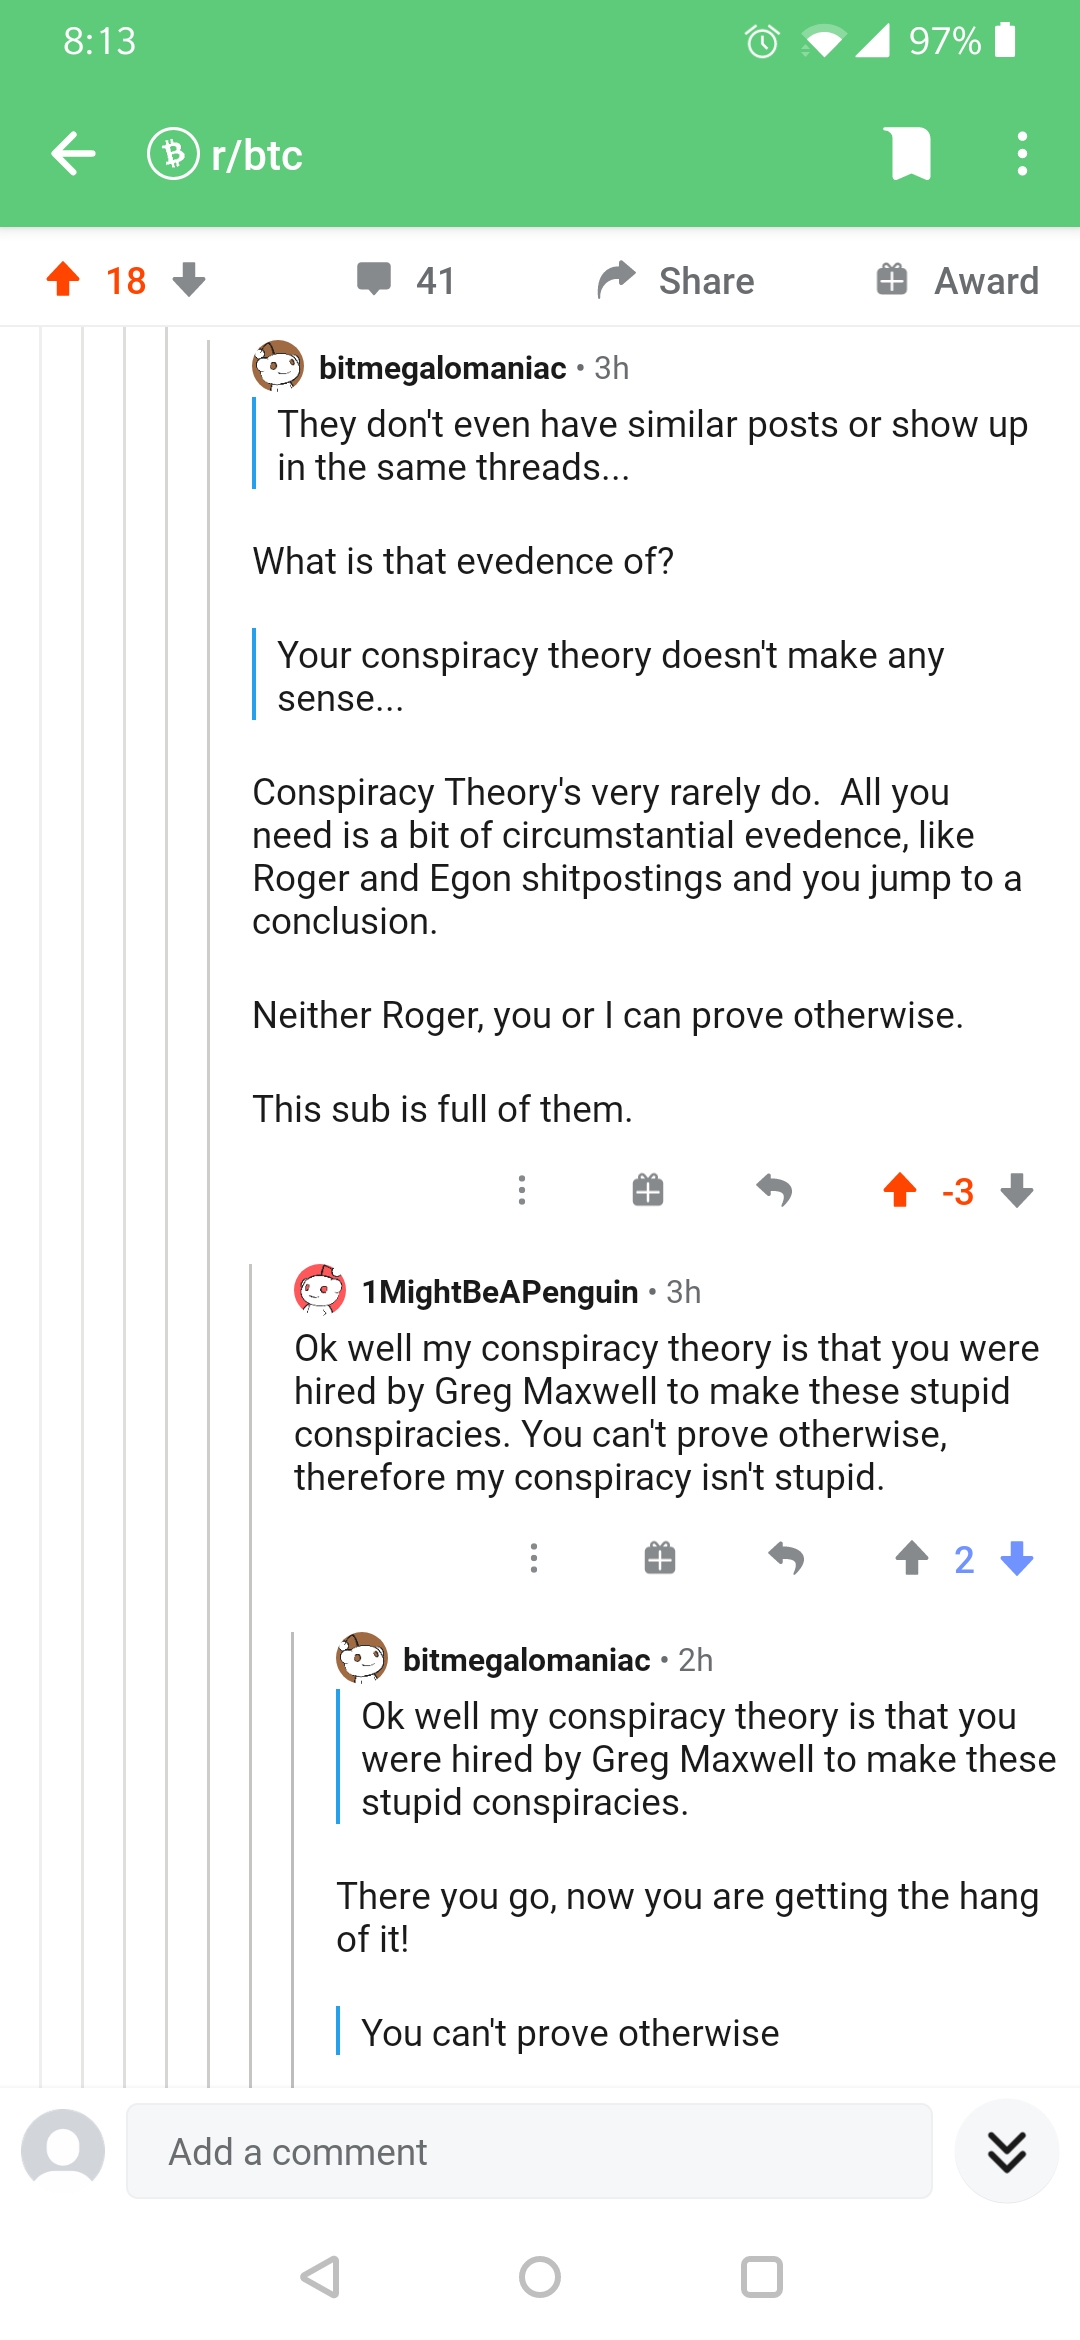 8:13
97%
r/btc
18
41
Share
Award
bitmegalomaniac • 3h
They don't even have similar posts or show up
in the same threads...
What is that evedence of?
Your conspiracy theory doesn't make any
sense...
Conspiracy Theory's very rarely do.  All you
need is a bit of circumstantial evedence, like
Roger and Egon shitpostings and you jump to a
conclusion.
Neither Roger, you or I can prove otherwise.
This sub is full of them.
-3
1MightBeAPenguin • 3h
Ok well my conspiracy theory is that you were
hired by Greg Maxwell to make these stupid
conspiracies. You can't prove otherwise,
therefore my conspiracy isn't stupid.
2
bitmegalomaniac • 2h
Ok well my conspiracy theory is that you
were hired by Greg Maxwell to make these
stupid conspiracies.
There you go, now you are getting the hang
of it!
You can't prove otherwise
Add a comment